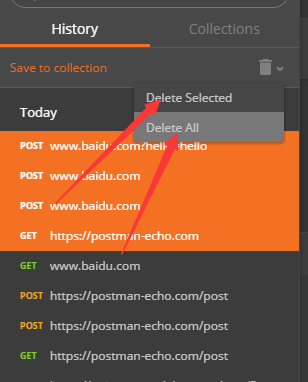 History Collections
Save to collection
Delete Selected
Delete All
Today
POST www.baidu.com?hello=hello
POST www.baidu.com
POST www.baidu.com
GET https://postman-echo.com
GET www.baidu.com
POST https://postman-echo.com/post
POST https://postman-echo.com/post
GET https://postman-echo.com/post